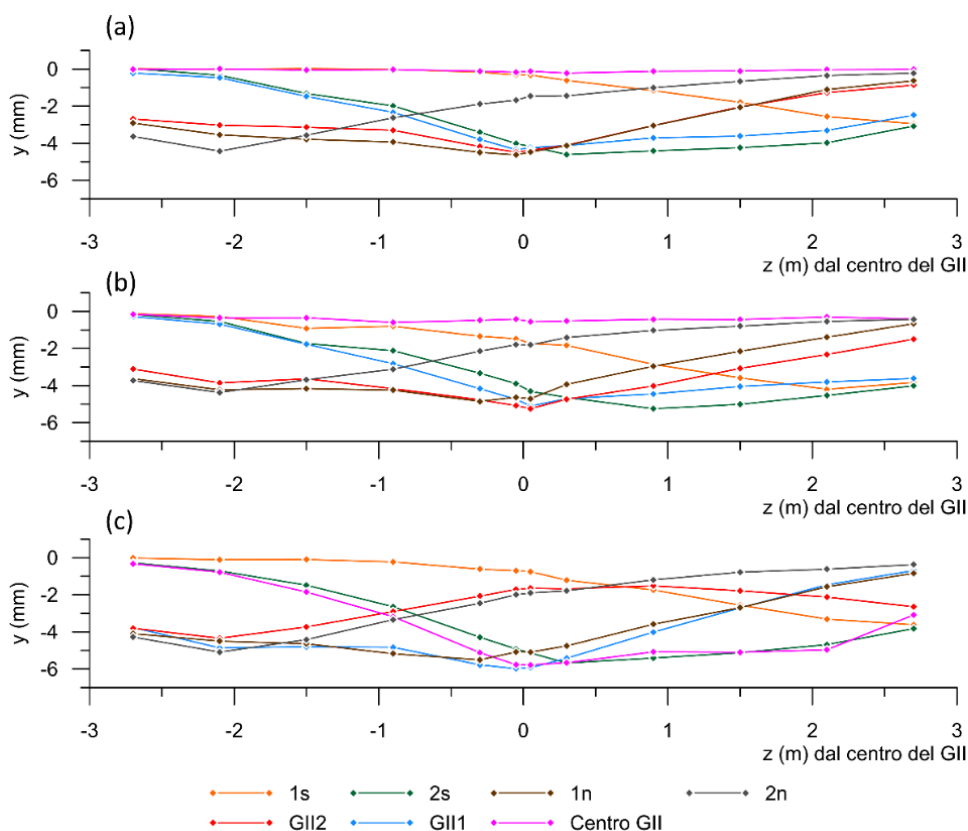 (a)
0
-2
-4
-6
y (mm)
-3 -2 -1 0 1 2 3
z (m) dal centro del GII
(b)
0
-2
-4
-6
y (mm)
-3 -2 -1 0 1 2 3
z (m) dal centro del GII
(c)
0
-2
-4
-6
y (mm)
-3 -2 -1 0 1 2 3
z (m) dal centro del GII
1s 2s 1n 2n
GII2 GII1 Centro GII